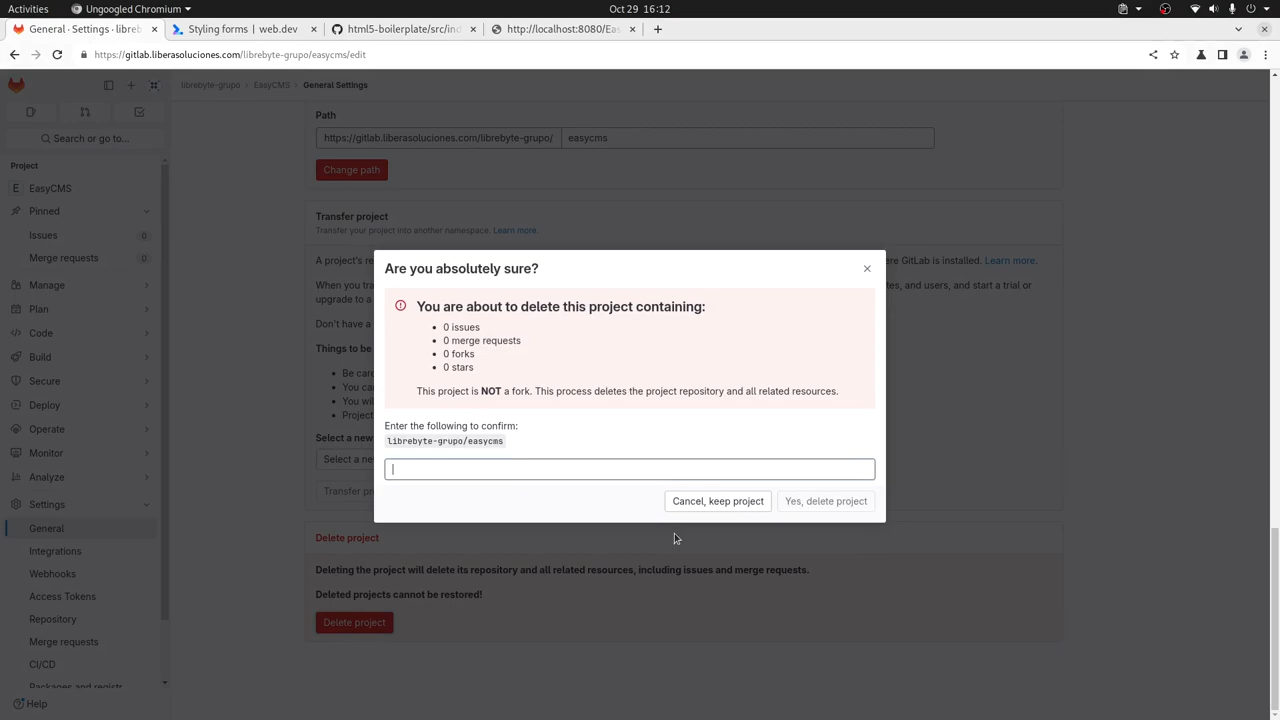 Activities
Ungoogled Chromium
Oct 29 16:12
General · Settings · libreb
Styling forms | web.dev
html5-boilerplate/src/ind
http://localhost:8080/Eas
https://gitlab.liberasoluciones.com/librebyte-grupo/easycms/edit
librebyte-grupo
EasyCMS
General Settings
Search or go to...
Project
E EasyCMS
Pinned
Issues 0
Merge requests 0
Manage
Plan
Code
Build
Secure
Deploy
Operate
Monitor
Analyze
Settings
General
Integrations
Webhooks
Access Tokens
Repository
Merge requests
CI/CD
Packages and registr
Help
Path
https://gitlab.liberasoluciones.com/librebyte-grupo/ easycms
Change path
Transfer project
Transfer your project into another namespace. Learn more.
A project's re
ere GitLab is installed. Learn more.
When you tra
tes, and users, and start a trial or
upgrade to a
Don't have a
Things to be
Be care
You ca
You wil
Project
Select a new
Select a ne
Transfer pr
Are you absolutely sure?
You are about to delete this project containing:
0 issues
0 merge requests
0 forks
0 stars
This project is NOT a fork. This process deletes the project repository and all related resources.
Enter the following to confirm:
librebyte-grupo/easycms
Cancel, keep project
Yes, delete project
Delete project
Deleting the project will delete its repository and all related resources, including issues and merge requests.
Deleted projects cannot be restored!
Delete project